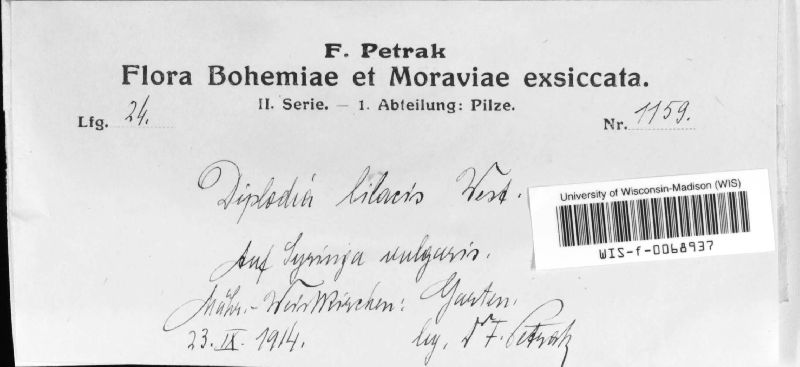 F. Petrak
Flora Bohemiae et Moraviae exsiccata.
II. Serie. — 1. Abteilung: Pilze.
Lfg. 24.
Nr. 1159.
Diplodia lilacis West.
University of Wisconsin-Madison (WIS)
WIS-f-0068937
Auf Syringa vulgaris.
Mähr.-Weisskirchen: Garten.
23. IX. 1914.
leg. Dr F. Petrak